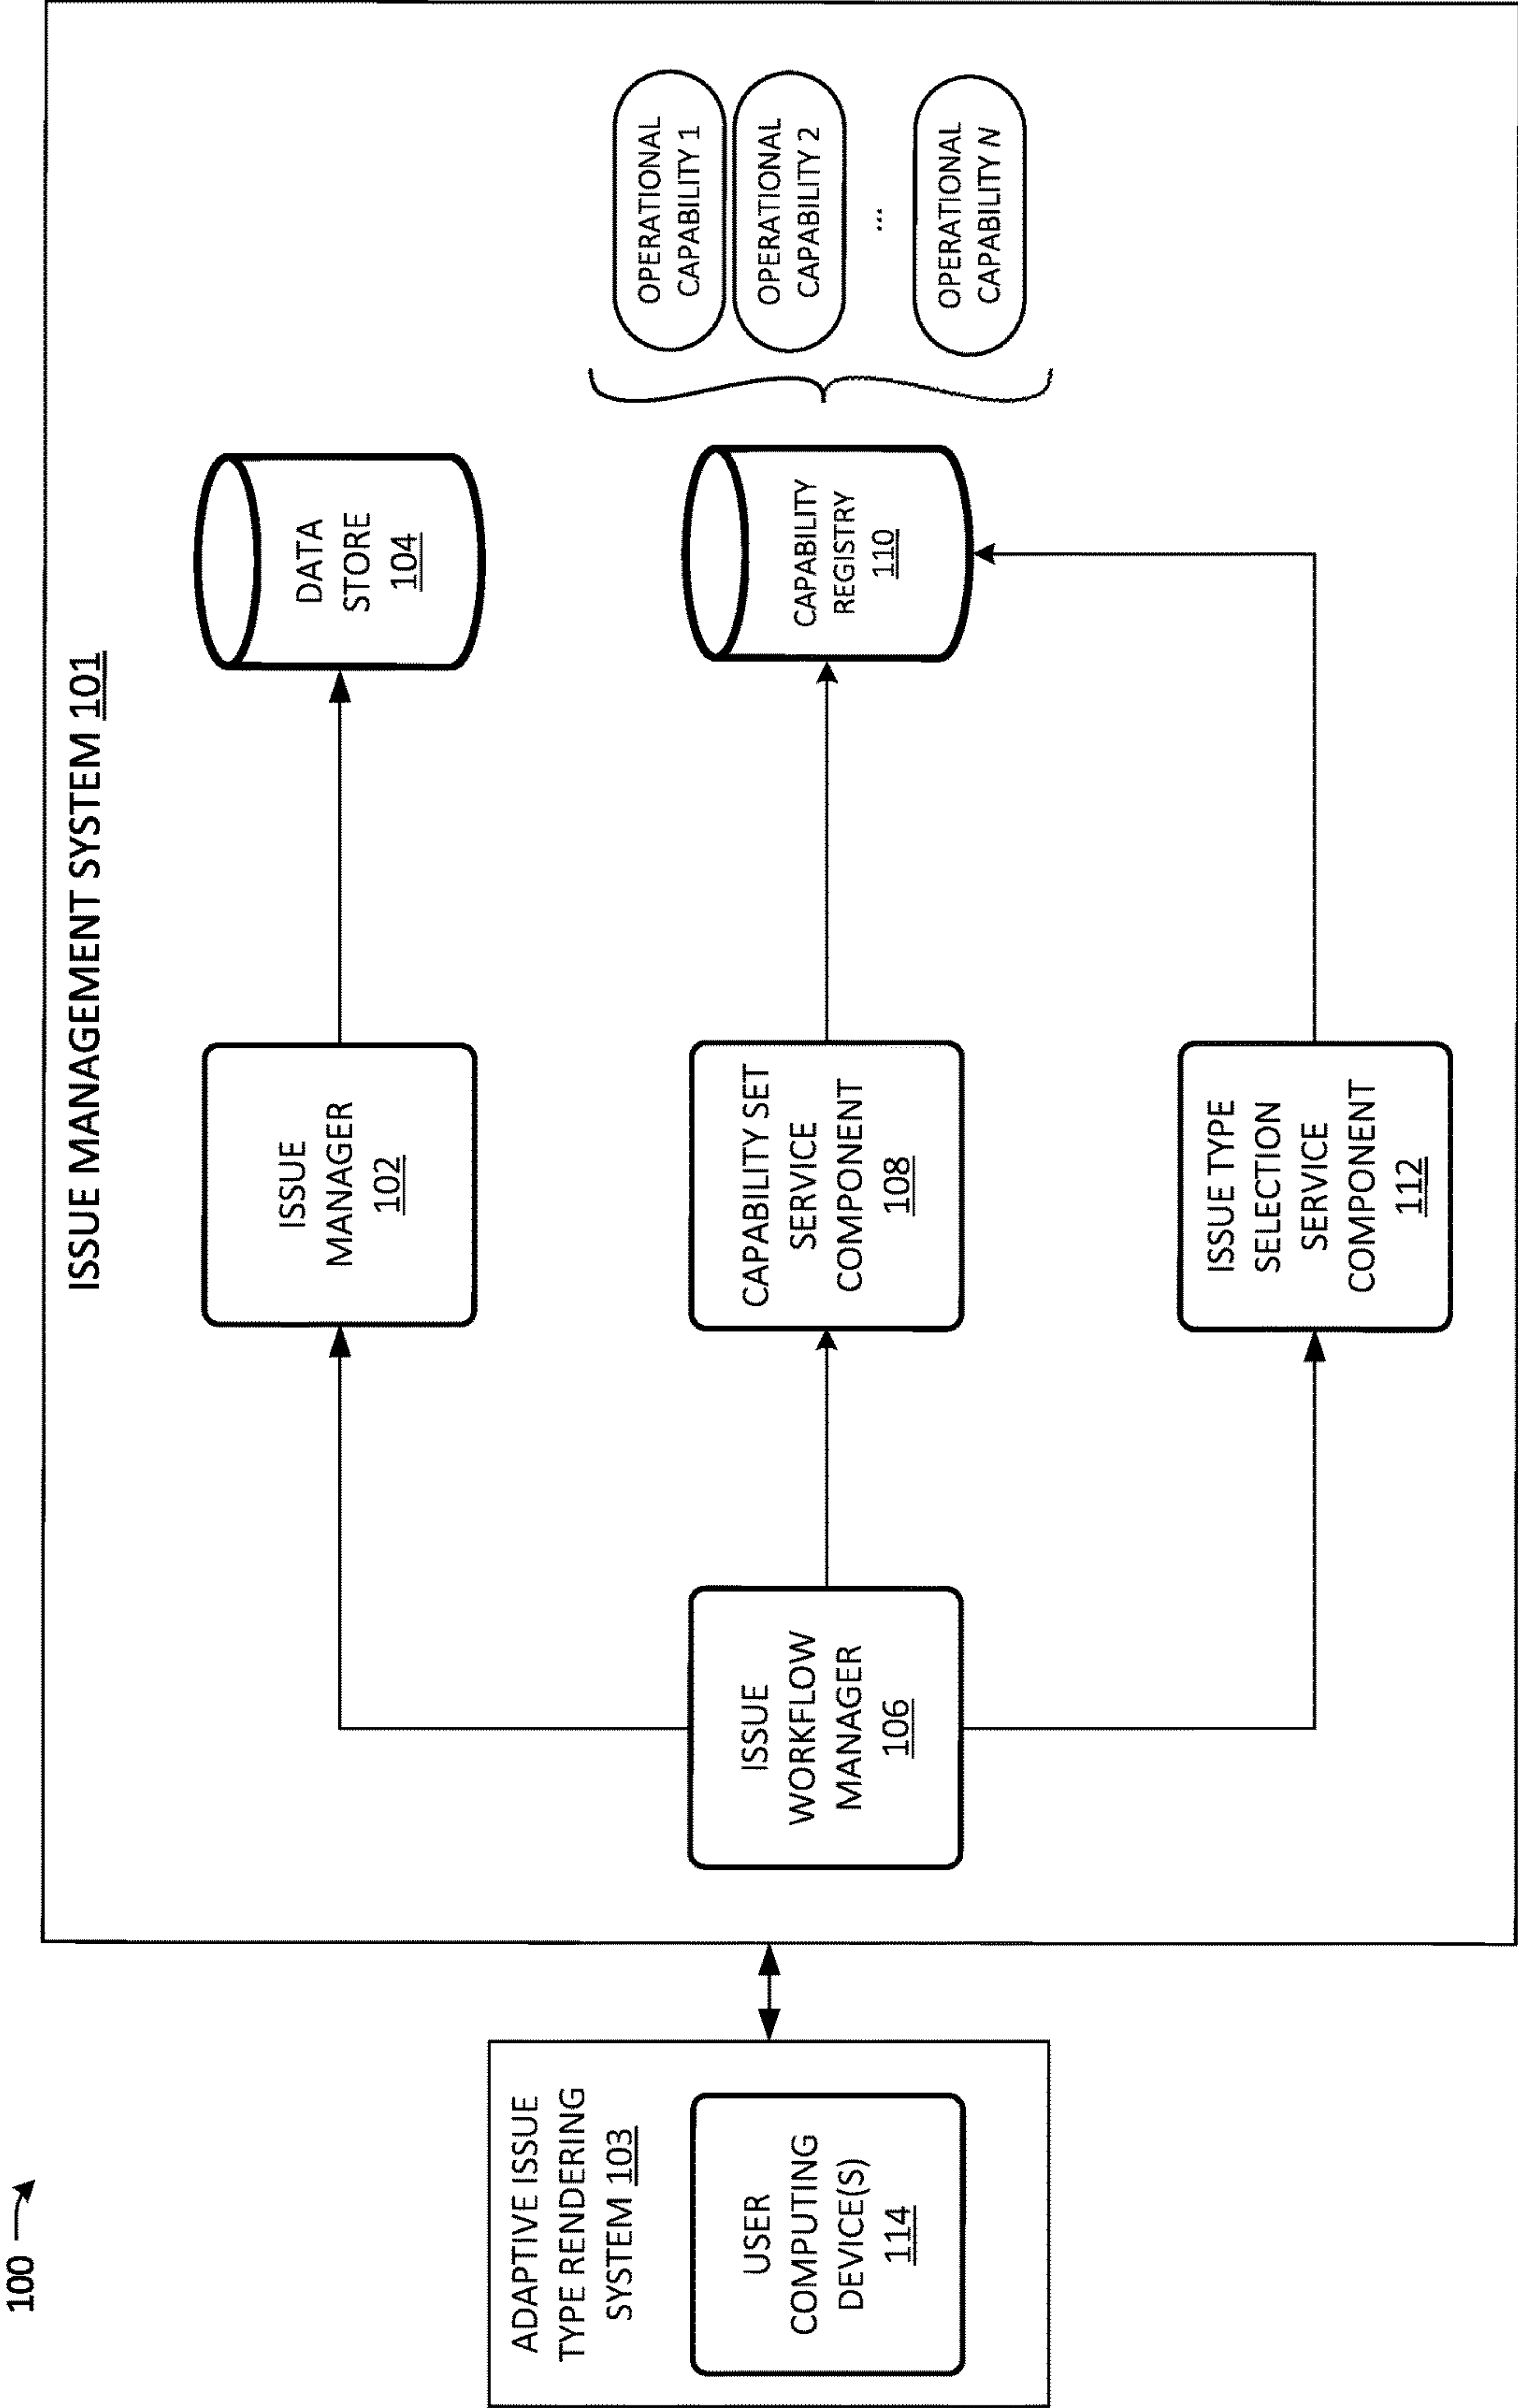 100
ISSUE MANAGEMENT SYSTEM 101
ADAPTIVE ISSUE
TYPE RENDERING
SYSTEM 103
USER
COMPUTING
DEVICE(S)
114
ISSUE
WORKFLOW
MANAGER
106
ISSUE
MANAGER
102
CAPABILITY SET
SERVICE
COMPONENT
108
ISSUE TYPE
SELECTION
SERVICE
COMPONENT
112
DATA
STORE
104
CAPABILITY
REGISTRY
110
OPERATIONAL
CAPABILITY 1
OPERATIONAL
CAPABILITY 2
...
OPERATIONAL
CAPABILITY N